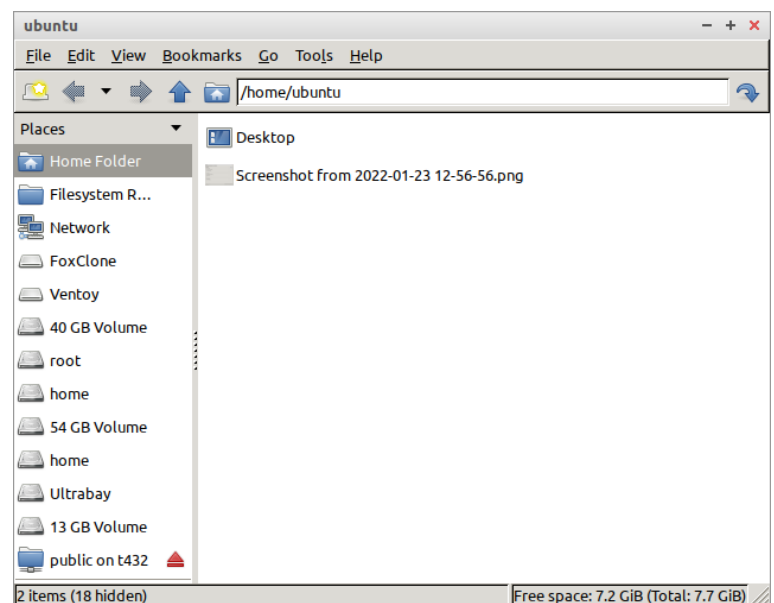 ubuntu
File Edit View Bookmarks Go Tools Help
/home/ubuntu
Places
Home Folder
Filesystem R...
Network
FoxClone
Ventoy
40 GB Volume
root
home
54 GB Volume
home
Ultrabay
13 GB Volume
public on t432
Desktop
Screenshot from 2022-01-23 12-56-56.png
2 items (18 hidden)
Free space: 7.2 GiB (Total: 7.7 GiB)